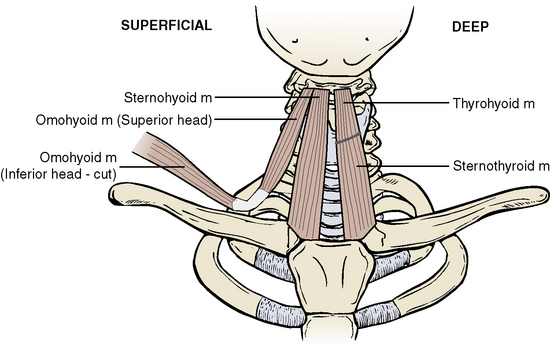 SUPERFICIAL
DEEP
Sternohyoid m
Omohyoid m (Superior head)
Omohyoid m
(Inferior head - cut)
Thyrohyoid m
Sternothyroid m